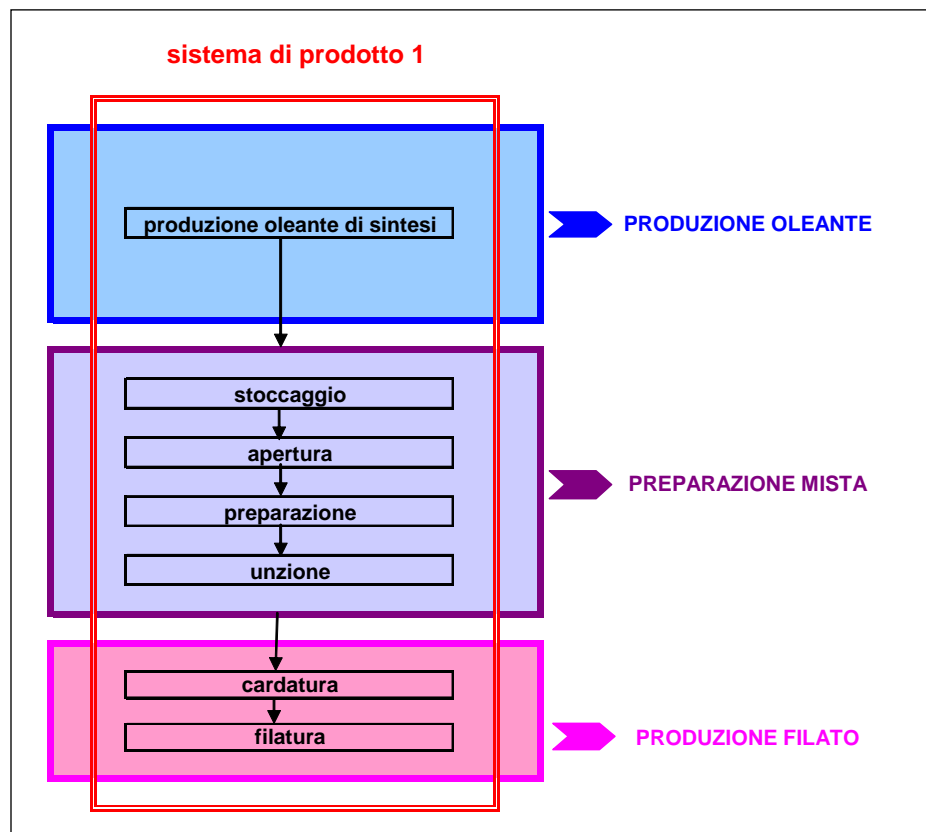 sistema di prodotto 1
produzione oleante di sintesi
PRODUZIONE OLEANTE
stoccaggio
apertura
preparazione
unzione
PREPARAZIONE MISTA
cardatura
filatura
PRODUZIONE FILATO